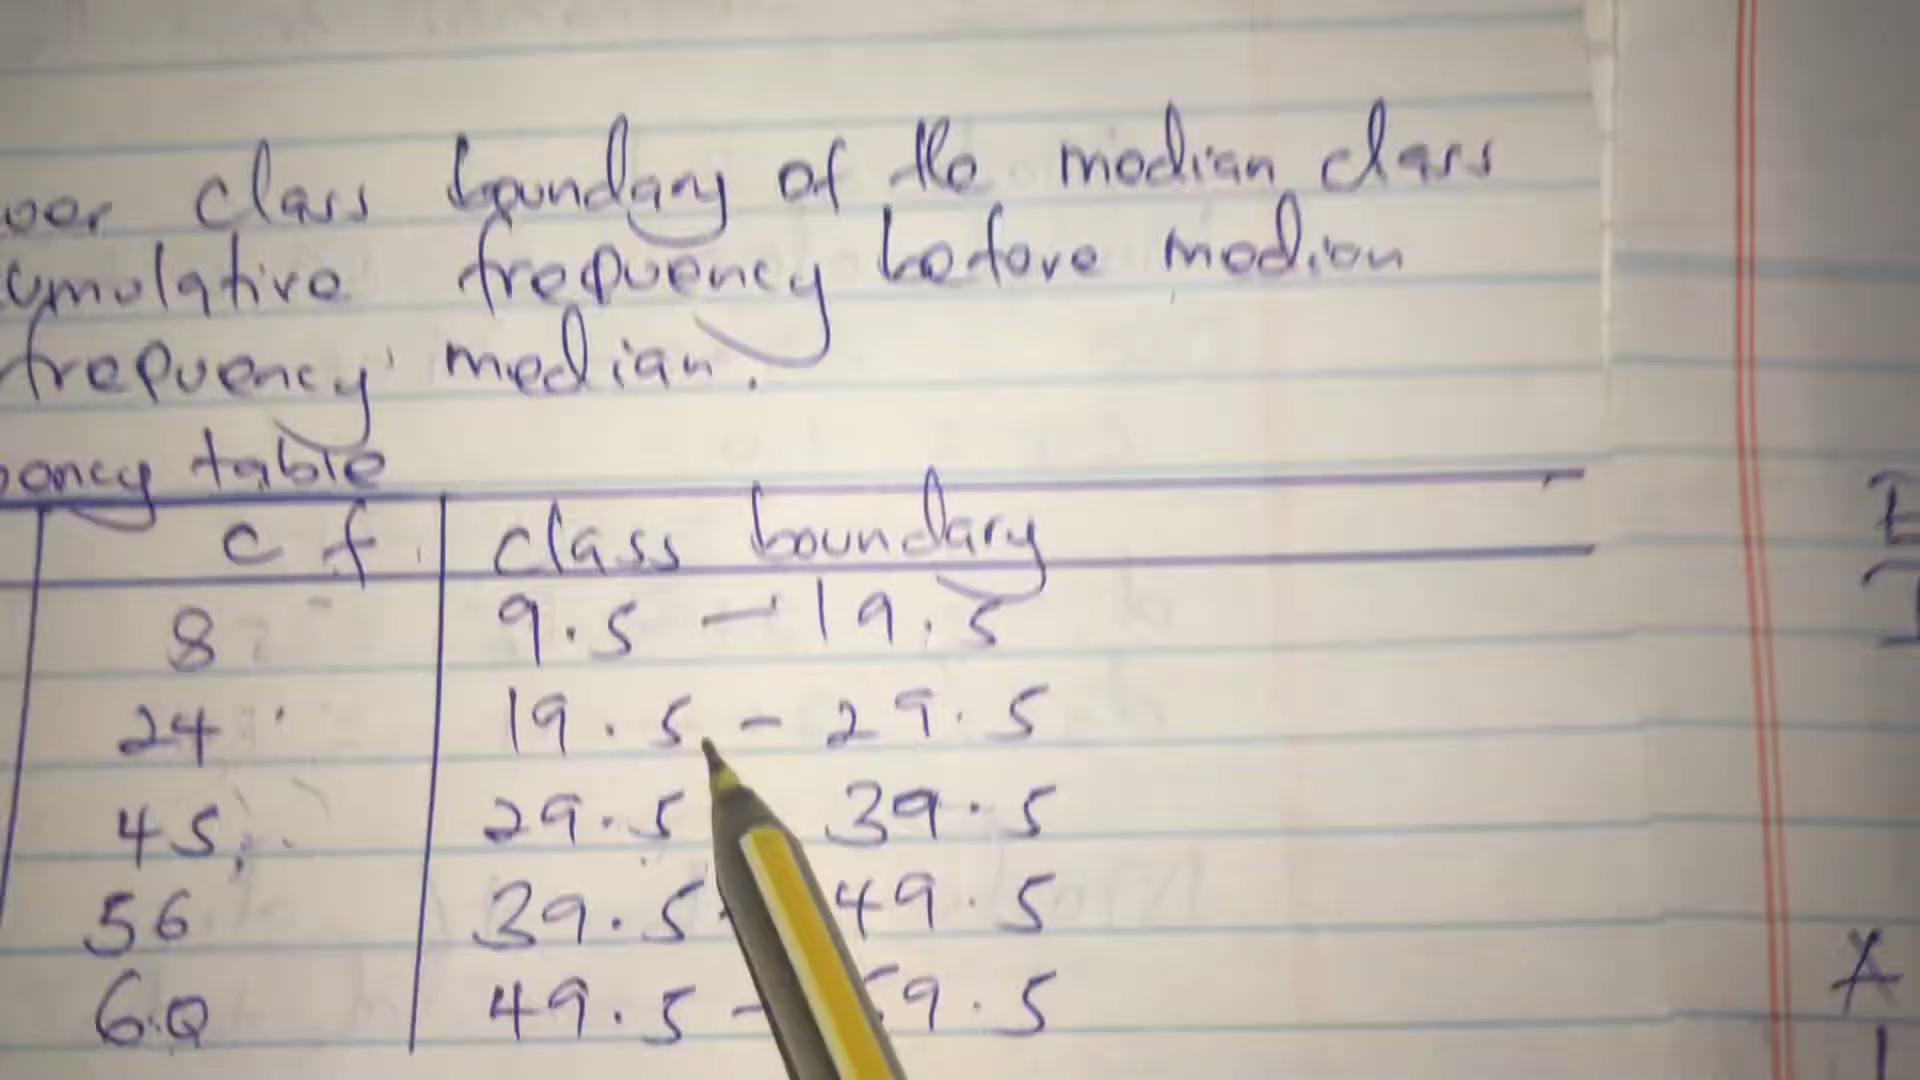 class boundary of the median class
cumulative frequency before median
frequency median.
table
c f class boundary
8 9.5 - 19.5
24 19.5 - 29.5
45 29.5 39.5
56 39.5 - 49.5
60 49.5 - 59.5